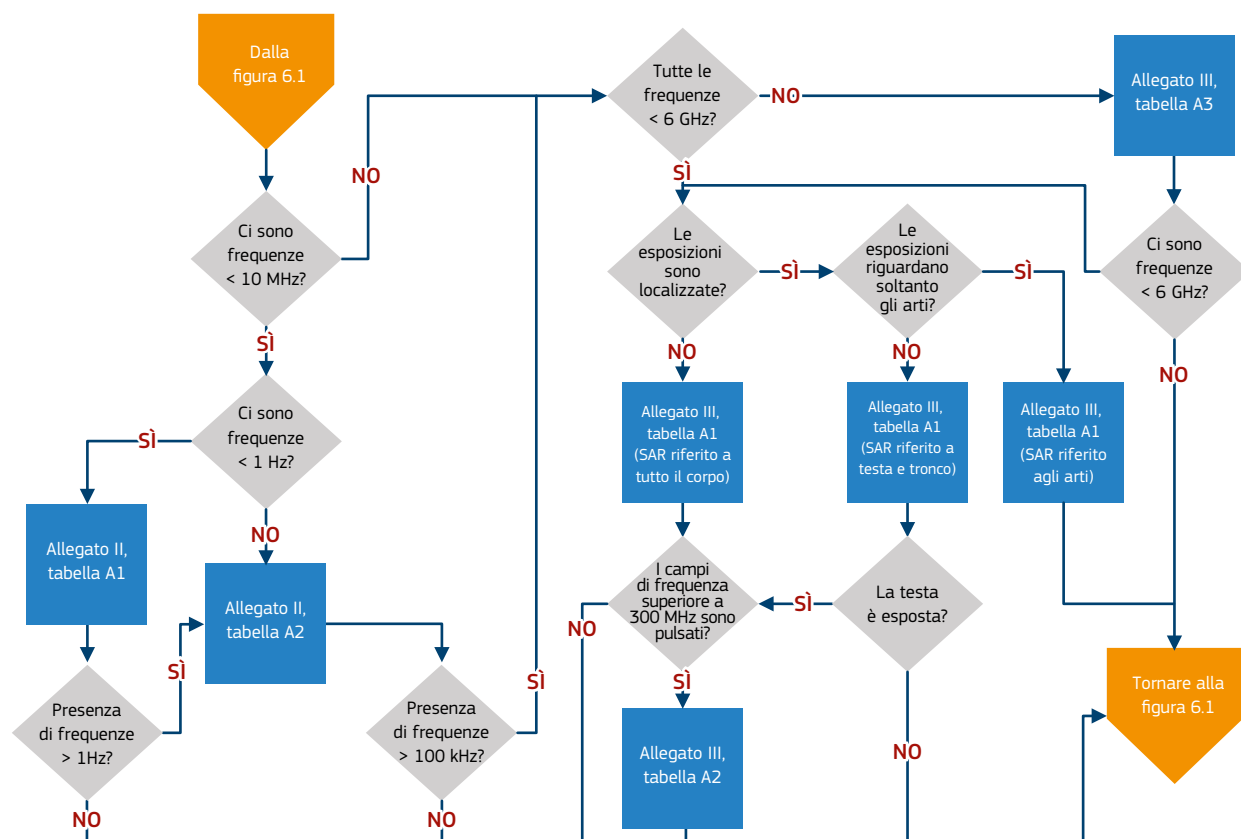 Dalla
figura 6.1
Tutte le
frequenze
< 6 GHz?
NO
Allegato III,
tabella A3
NO
SÌ
Ci sono
frequenze
< 10 MHz?
Le
esposizioni
sono
localizzate?
SÌ
Le
esposizioni
riguardano
soltanto
gli arti?
SÌ
Ci sono
frequenze
< 6 GHz?
SÌ
NO
NO
NO
Ci sono
frequenze
< 1 Hz?
SÌ
Allegato III,
tabella A1
(SAR riferito a
tutto il corpo)
Allegato III,
tabella A1
(SAR riferito a
testa e tronco)
Allegato III,
tabella A1
(SAR riferito
agli arti)
NO
Allegato II,
tabella A1
Allegato II,
tabella A2
I campi
di frequenza
superiore a
300 MHz sono
pulsati?
SÌ
La testa
è esposta?
NO
SÌ
SÌ
SÌ
Presenza
di frequenze
> 1Hz?
Presenza
di frequenze
> 100 kHz?
Tornare alla
figura 6.1
Allegato III,
tabella A2
NO
NO
NO